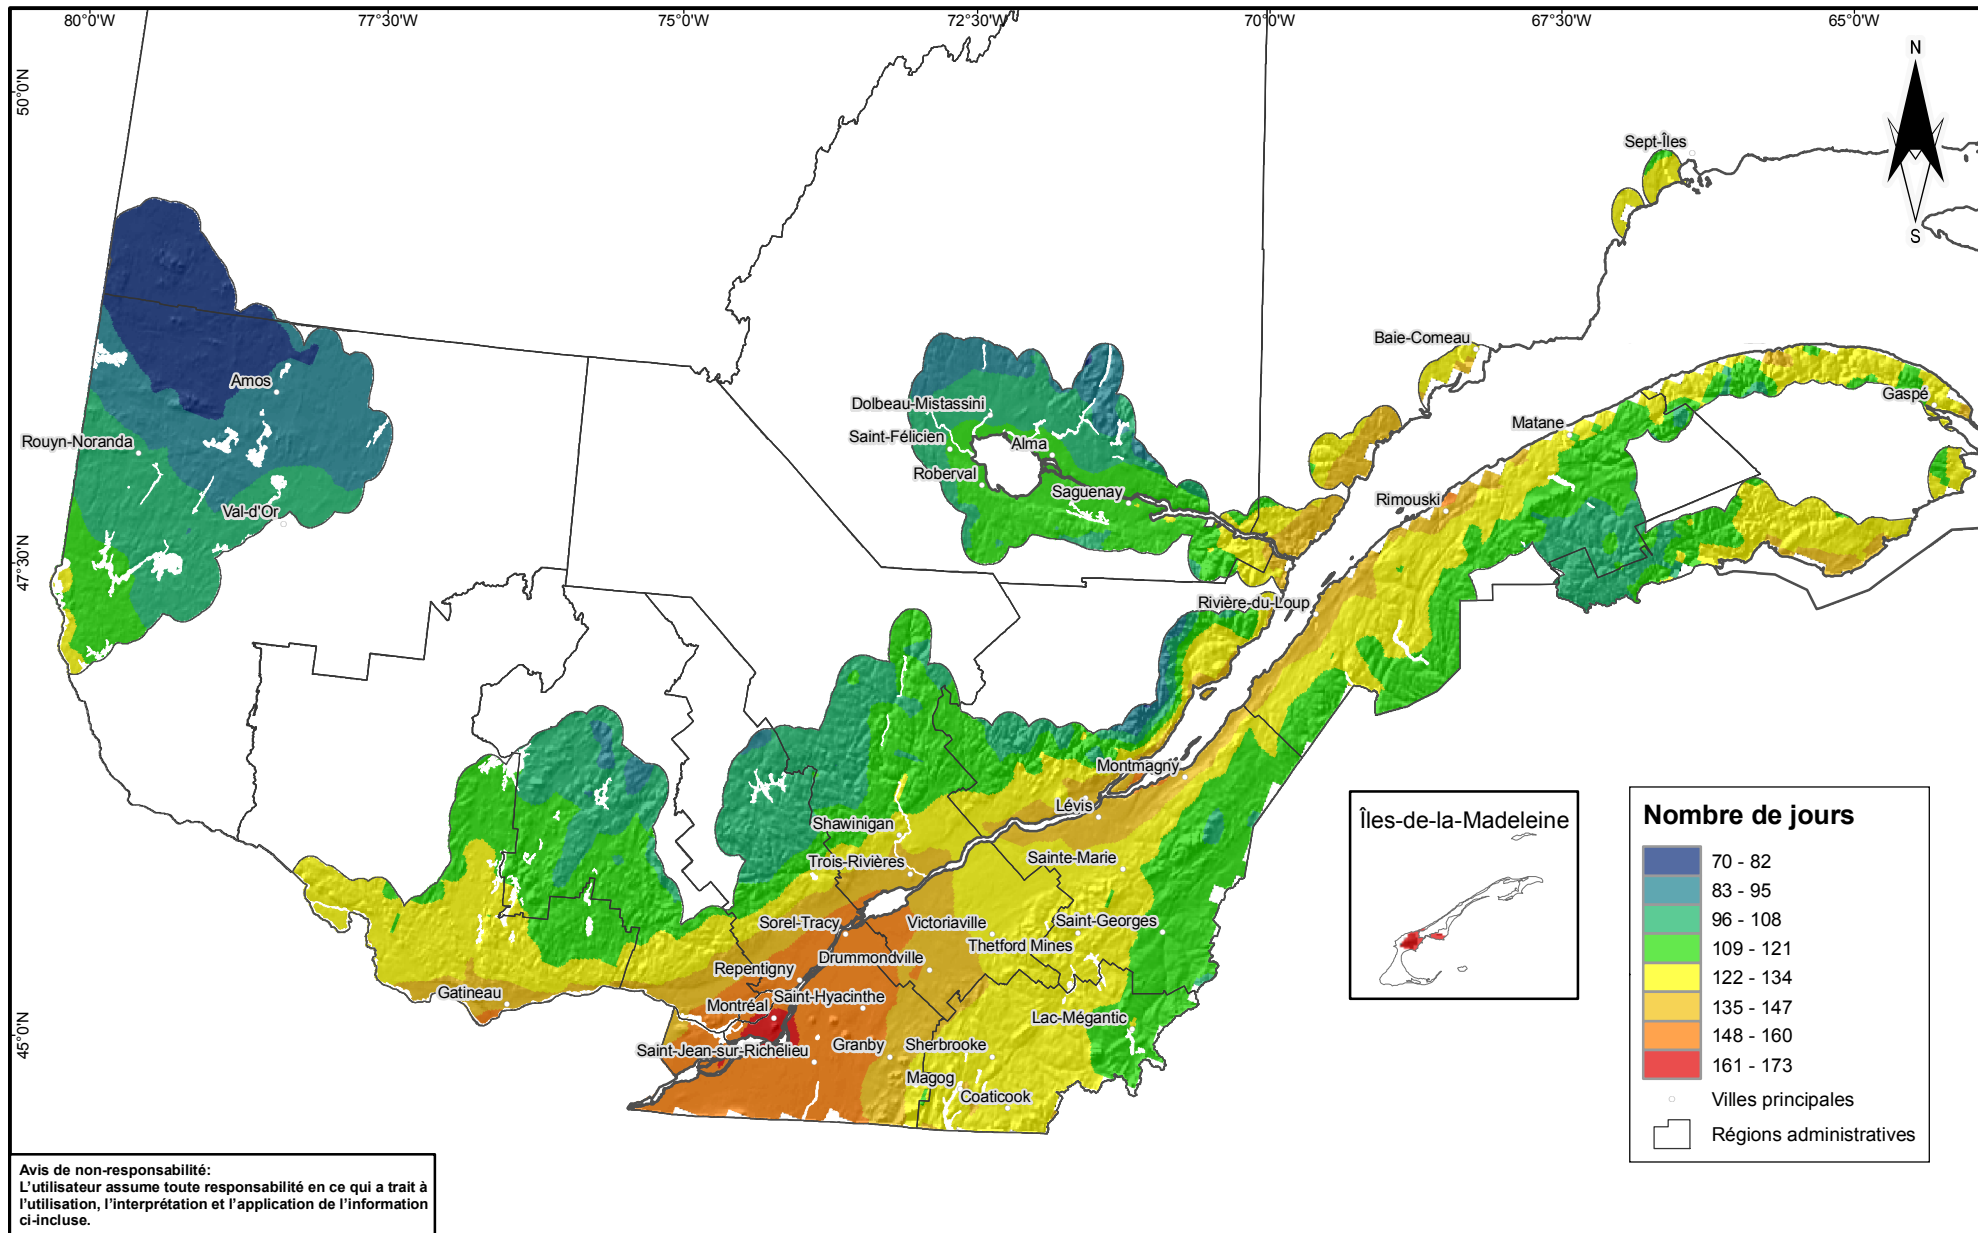 80°0'W
77°30'W
75°0'W
72°30'W
70°0'W
67°30'W
65°0'W
50°0'N
47°30'N
45°0'N
N
S
Sept-Îles
Baie-Comeau
Gaspé
Matane
Rimouski
Amos
Rouyn-Noranda
Val-d'Or
Dolbeau-Mistassini
Saint-Félicien
Alma
Roberval
Saguenay
Rivière-du-Loup
Montmagny
Lévis
Shawinigan
Trois-Rivières
Sainte-Marie
Sorel-Tracy
Victoriaville
Saint-Georges
Thetford Mines
Drummondville
Repentigny
Gatineau
Saint-Hyacinthe
Montréal
Lac-Mégantic
Saint-Jean-sur-Richelieu
Granby
Sherbrooke
Magog
Coaticook
Îles-de-la-Madeleine
Nombre de jours
70 - 82
83 - 95
96 - 108
109 - 121
122 - 134
135 - 147
148 - 160
161 - 173
Villes principales
Régions administratives
Avis de non-responsabilité:
L'utilisateur assume toute responsabilité en ce qui a trait à
l'utilisation, l'interprétation et l'application de l'information
ci-incluse.